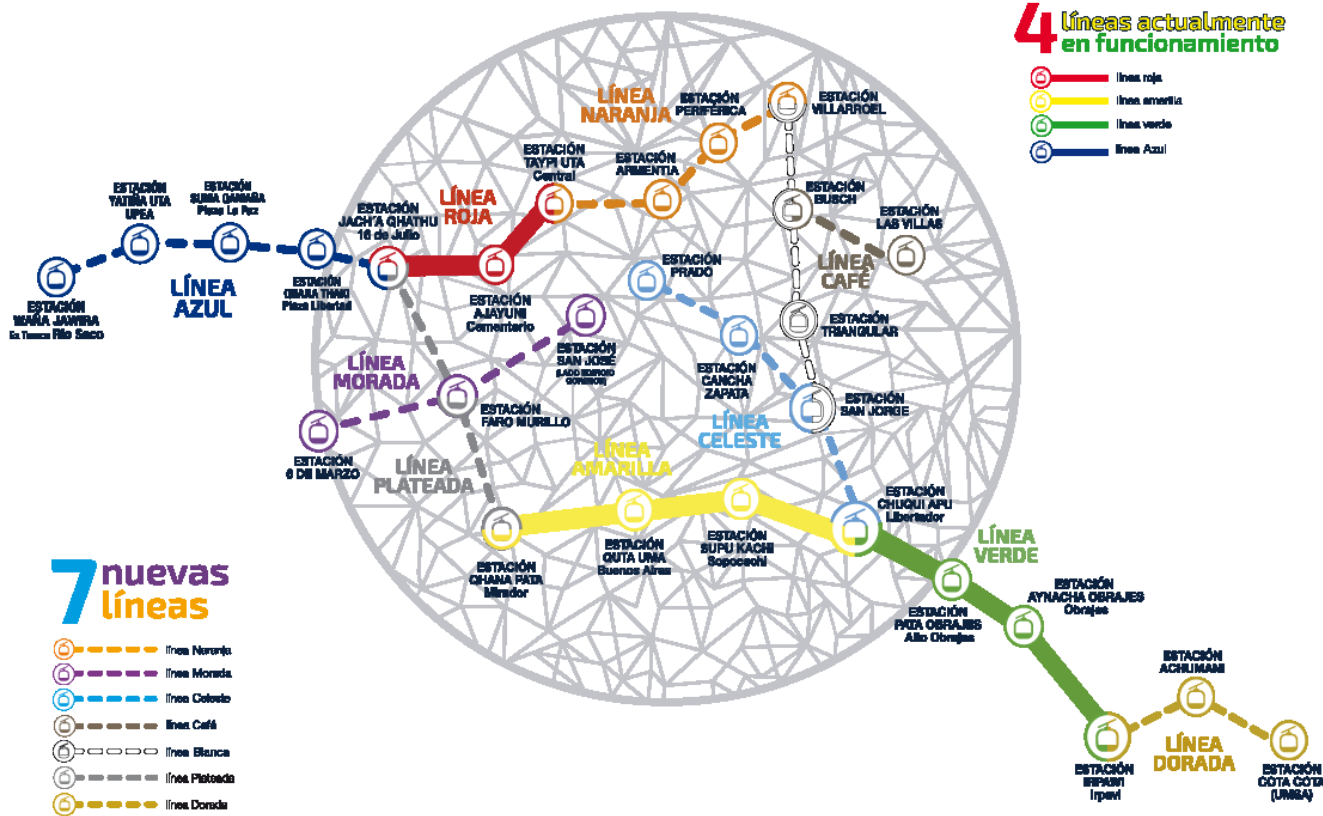 4 líneas actualmente
en funcionamiento
línea roja
línea amarilla
línea verde
línea Azul
LÍNEA
NARANJA
ESTACIÓN
PERIFERICA
ESTACIÓN
VILLARROEL
ESTACIÓN
TAYPI UTA
Central
ESTACIÓN
ARMENTIA
LÍNEA
ROJA
ESTACIÓN
BUSCH
ESTACIÓN
LAS VILLAS
LÍNEA
CAFÉ
ESTACIÓN
UPEA
ESTACIÓN
Plaza La Paz
ESTACIÓN
JACH'A QHATHU
16 de Julio
LÍNEA
AZUL
ESTACIÓN
Plaza Libertad
ESTACIÓN
WAÑA JAWIRA
Rio Seco
ESTACIÓN
AJAYUNI
Cementerio
ESTACIÓN
PRADO
ESTACIÓN
TRIANGULAR
ESTACIÓN
SAN JOSÉ
LÍNEA
MORADA
ESTACIÓN
CANCHA
ZAPATA
ESTACIÓN
FARO MURILLO
ESTACIÓN
SAN JORGE
LÍNEA
CELESTE
ESTACIÓN
6 DE MARZO
LÍNEA
PLATEADA
LÍNEA
AMARILLA
ESTACIÓN
CHUQUI APU
Libertador
ESTACIÓN
QHANA PATA
Mirador
ESTACIÓN
QUTA UMA
Buenos Aires
ESTACIÓN
SUPU KACHI
Sopocachi
LÍNEA
VERDE
ESTACIÓN
PATA OBRAJES
Alto Obrajes
ESTACIÓN
AYNACHA OBRAJES
Obrajes
ESTACIÓN
ACHUMANI
ESTACIÓN
IRPAWI
Irpavi
LÍNEA
DORADA
ESTACIÓN
COTA COTA
(UMSA)
7 nuevas
líneas
línea Naranja
línea Morada
línea Celeste
línea Café
línea Blanca
línea Plateada
línea Dorada